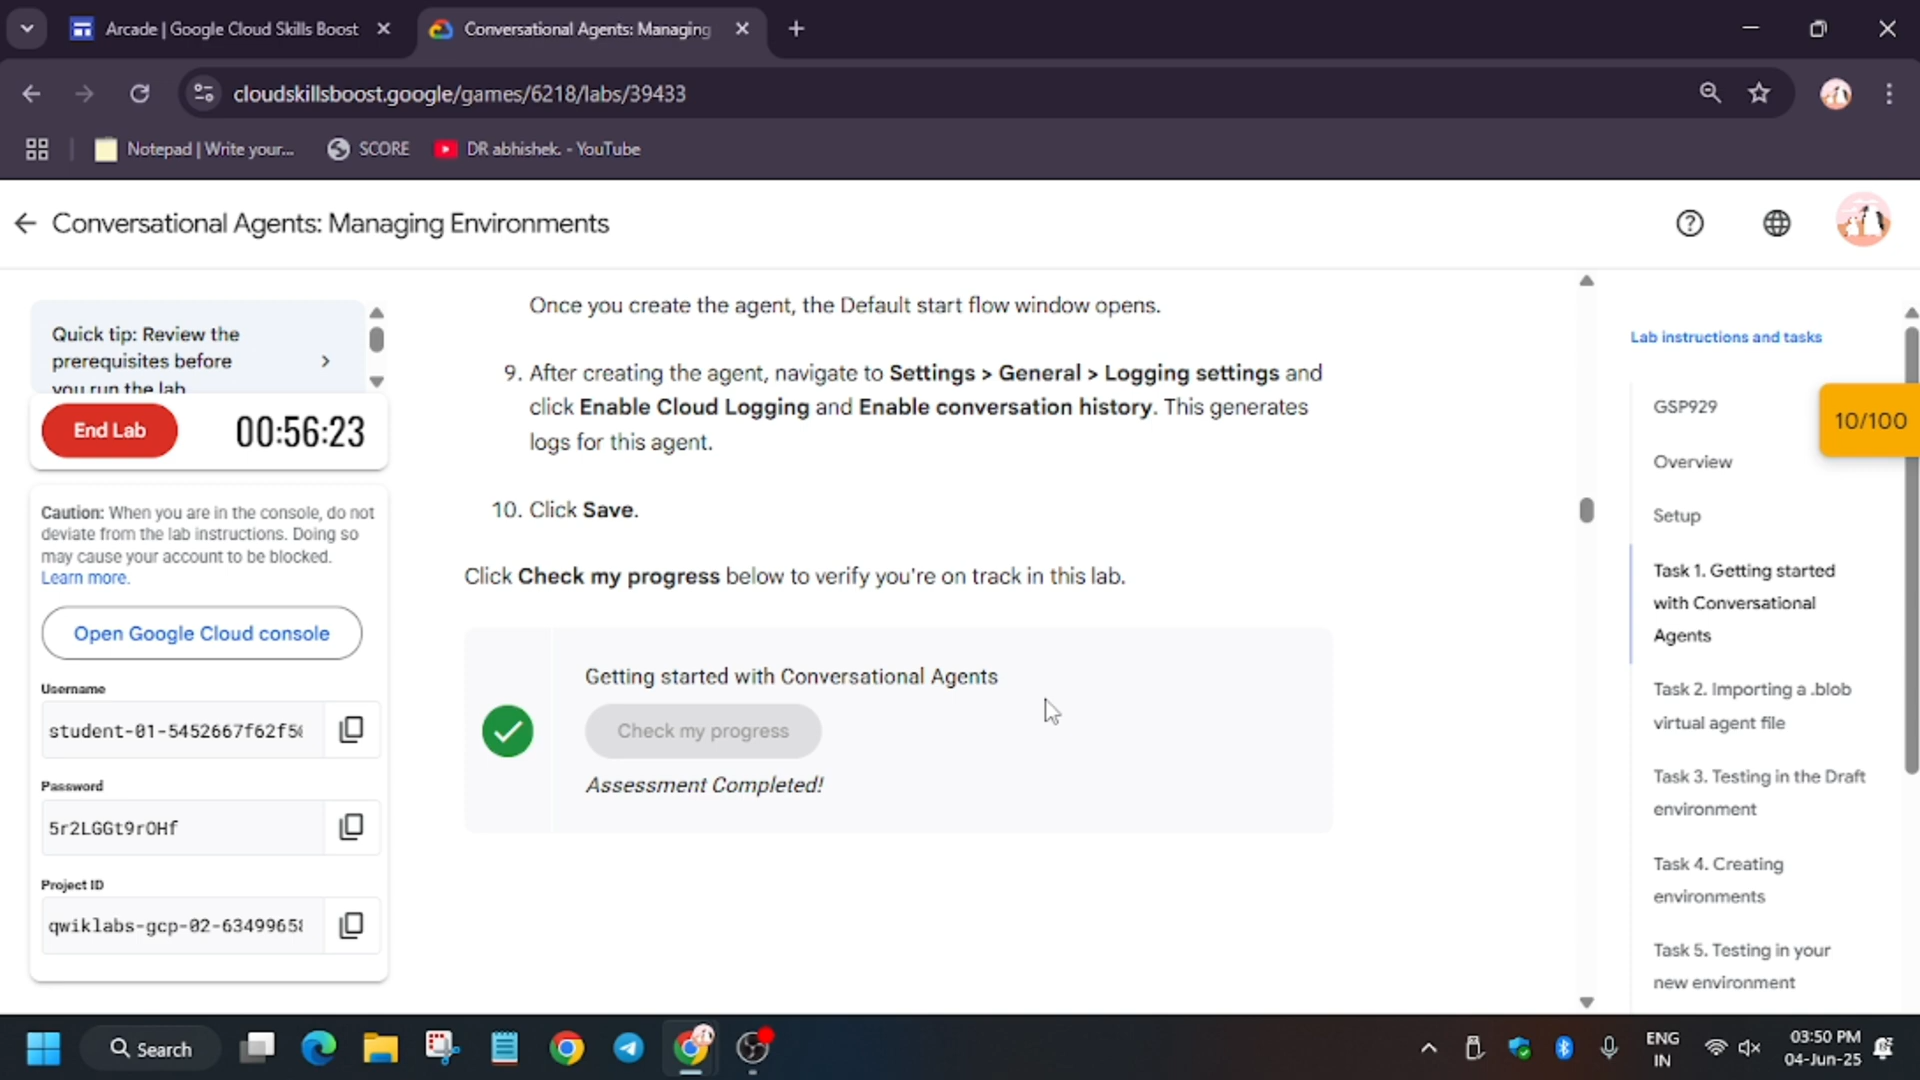 Arcade | Google Cloud Skills Boost
Conversational Agents: Managing
cloudskillsboost.google/games/6218/labs/39433
Notepad | Write your...
SCORE
DR abhishek. - YouTube
Conversational Agents: Managing Environments
Quick tip: Review the
prerequisites before
you run the lab
End Lab
00:56:23
Caution: When you are in the console, do not
deviate from the lab instructions. Doing so
may cause your account to be blocked.
Learn more.
Open Google Cloud console
Username
student-01-5452667f62f5
Password
5r2LGGt9rOHf
Project ID
qwiklabs-gcp-02-6349965
Once you create the agent, the Default start flow window opens.
9. After creating the agent, navigate to Settings > General > Logging settings and
click Enable Cloud Logging and Enable conversation history. This generates
logs for this agent.
10. Click Save.
Click Check my progress below to verify you're on track in this lab.
Getting started with Conversational Agents
Check my progress
Assessment Completed!
Lab instructions and tasks
GSP929
10/100
Overview
Setup
Task 1. Getting started
with Conversational
Agents
Task 2. Importing a .blob
virtual agent file
Task 3. Testing in the Draft
environment
Task 4. Creating
environments
Task 5. Testing in your
new environment
Search
ENG
IN
03:50 PM
04-Jun-25